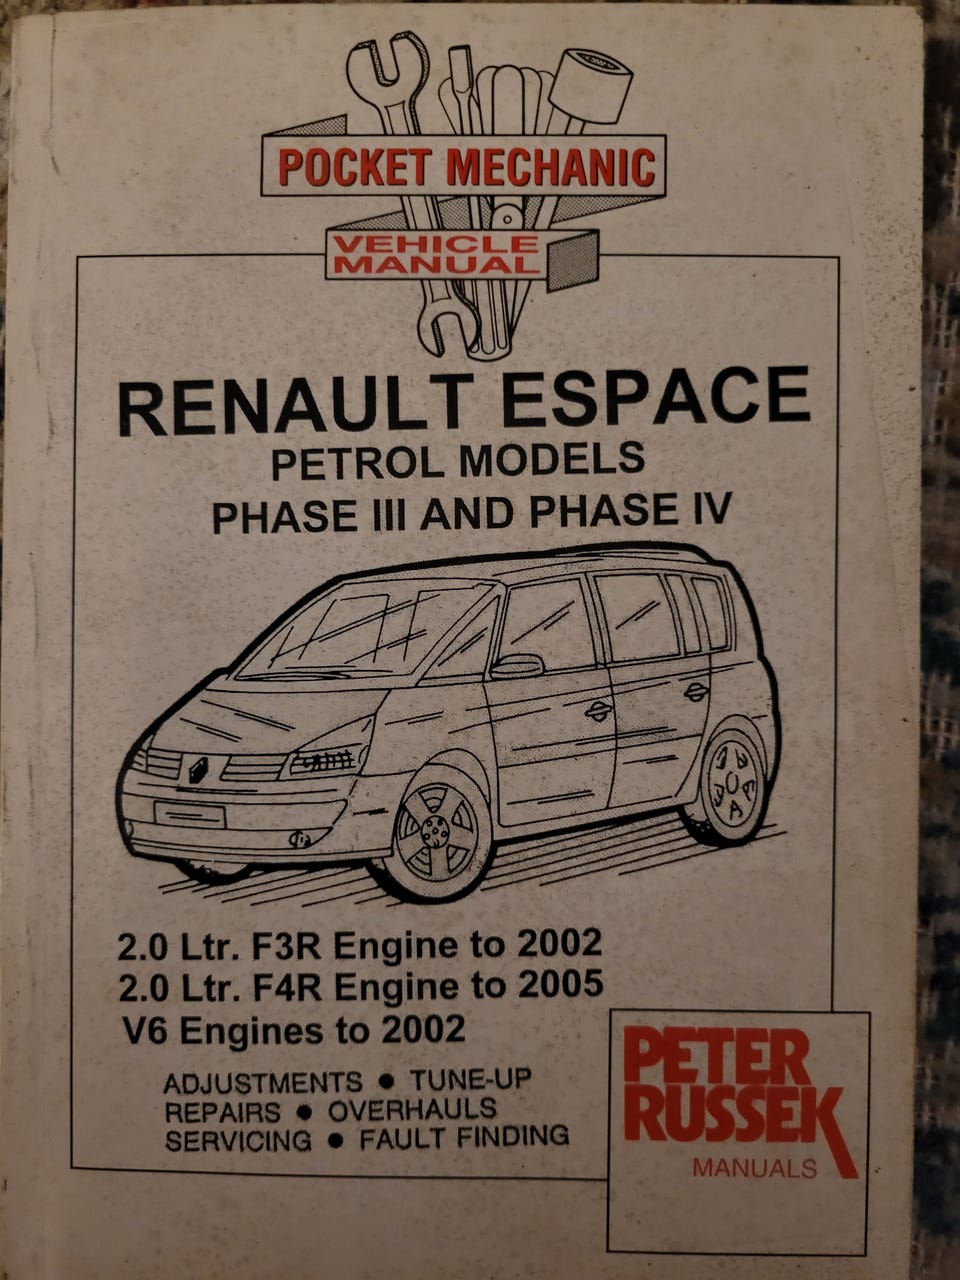 POCKET MECHANIC
VEHICLE
MANUAL
RENAULT ESPACE
PETROL MODELS
PHASE III AND PHASE IV
2.0 Ltr. F3R Engine to 2002
2.0 Ltr. F4R Engine to 2005
V6 Engines to 2002
ADJUSTMENTS ● TUNE-UP
REPAIRS ● OVERHAULS
SERVICING ● FAULT FINDING
PETER
RUSSEK
MANUALS